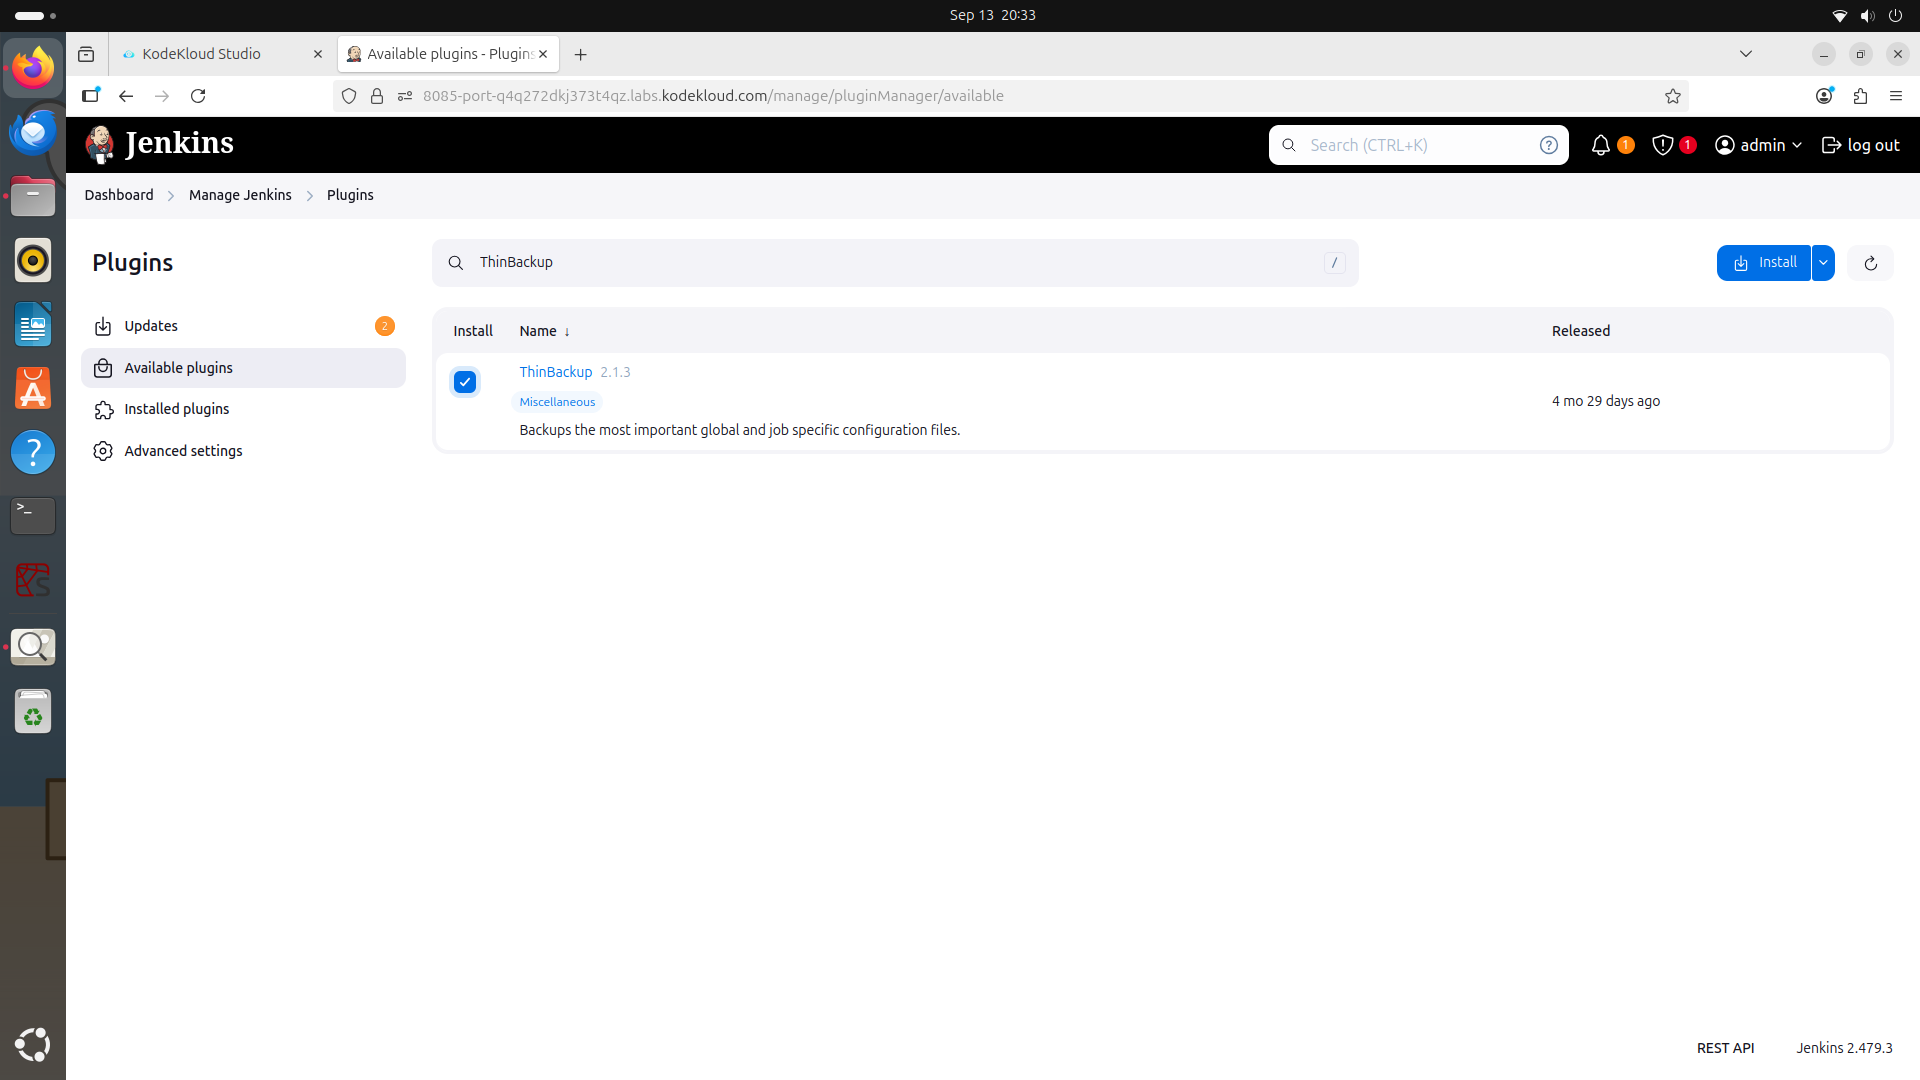 Sep 13 20:33
KodeKloud Studio
Available plugins - Plugins
8085-port-q4q272dkj373t4qz.labs.kodekloud.com/manage/pluginManager/available
Jenkins
Search (CTRL+K)
?
1
1
admin
log out
Dashboard
Manage Jenkins
Plugins
Plugins
ThinBackup
/
Install
Updates
2
Available plugins
Installed plugins
Advanced settings
Install
Name ↓
Released
ThinBackup 2.1.3
Miscellaneous
Backups the most important global and job specific configuration files.
4 mo 29 days ago
REST API
Jenkins 2.479.3